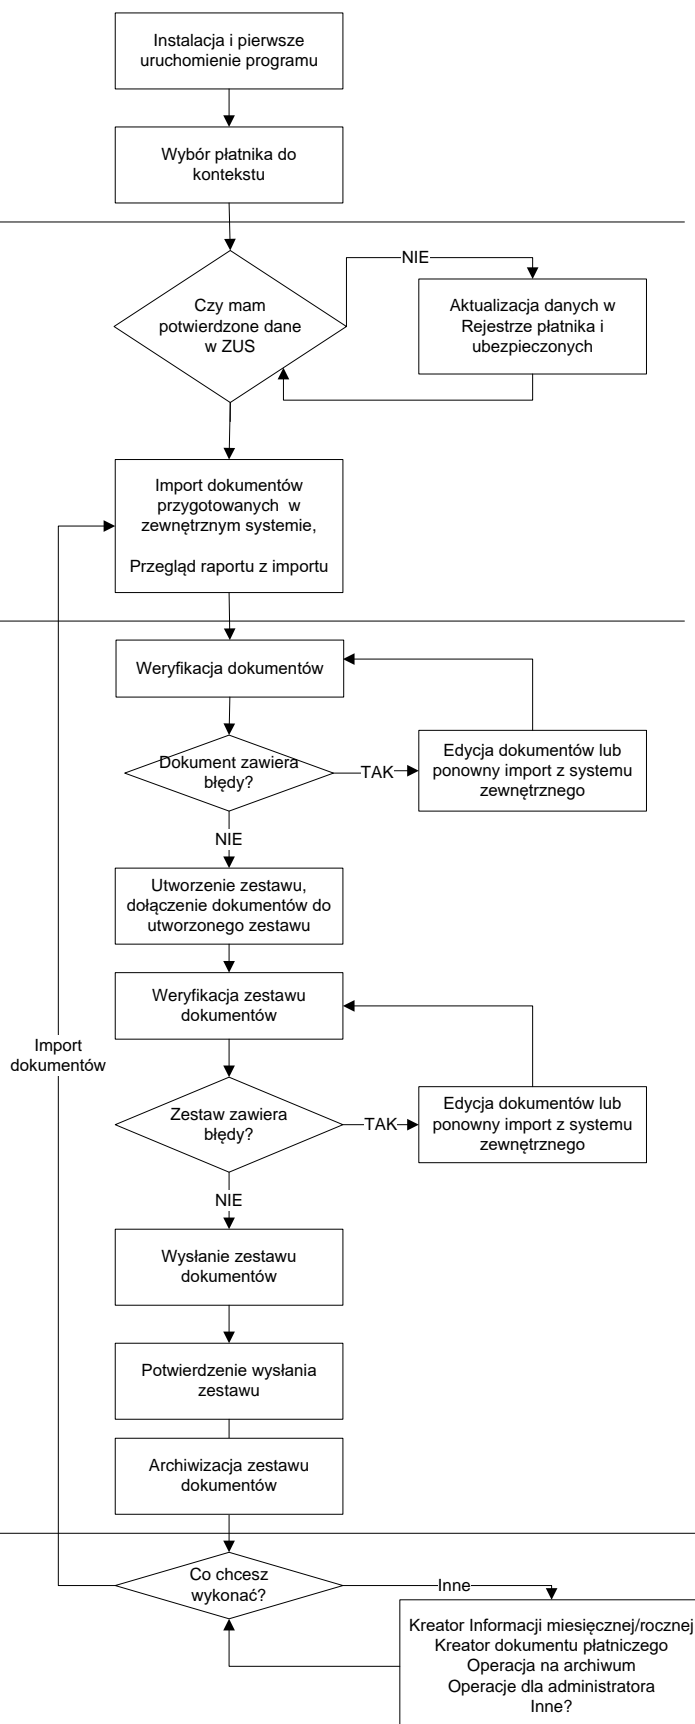 Instalacja i pierwsze
uruchomienie programu
Wybór płatnika do
kontekstu
Czy mam
potwierdzone dane
w ZUS
NIE
Aktualizacja danych w
Rejestrze płatnika i
ubezpieczonych
Import dokumentów
przygotowanych w
zewnętrznym systemie,
Przegląd raportu z importu
Weryfikacja dokumentów
Dokument zawiera
błędy?
TAK
Edycja dokumentów lub
ponowny import z systemu
zewnętrznego
NIE
Utworzenie zestawu,
dołączenie dokumentów do
utworzonego zestawu
Weryfikacja zestawu
dokumentów
Import
dokumentów
Zestaw zawiera
błędy?
TAK
Edycja dokumentów lub
ponowny import z systemu
zewnętrznego
NIE
Wysłanie zestawu
dokumentów
Potwierdzenie wysłania
zestawu
Archiwizacja zestawu
dokumentów
Co chcesz
wykonać?
Inne
Kreator Informacji miesięcznej/rocznej
Kreator dokumentu płatniczego
Operacja na archiwum
Operacje dla administratora
Inne?